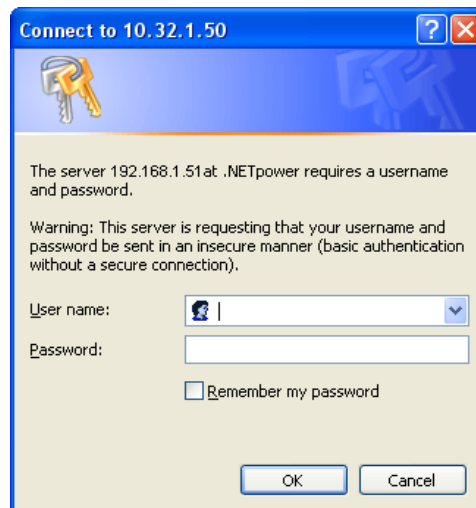 Connect to 10.32.1.50
The server 192.168.1.51at .NETpower requires a username
and password.
Warning: This server is requesting that your username and
password be sent in an insecure manner (basic authentication
without a secure connection).
User name:
Password:
Remember my password
OK Cancel